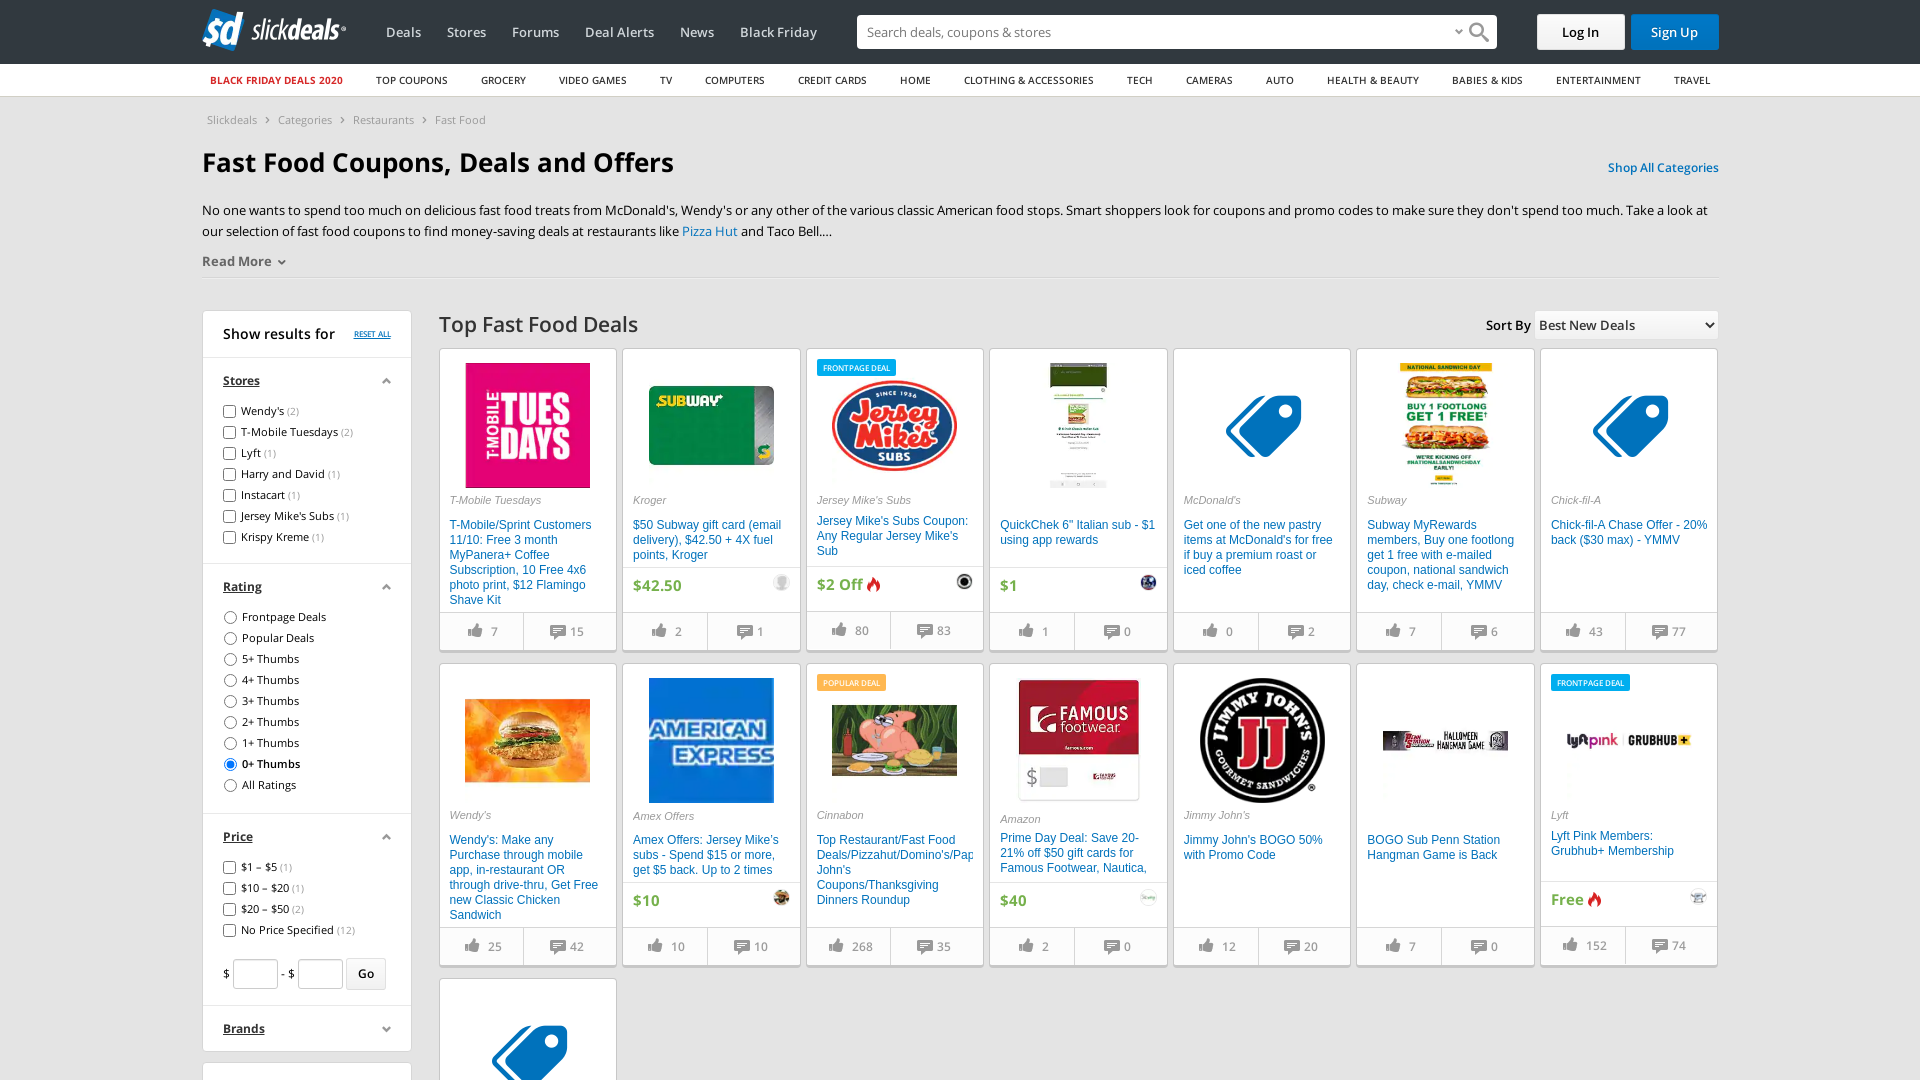 sd slickdeals
Deals Stores Forums Deal Alerts News Black Friday
Search deals, coupons & stores
Log In
Sign Up
BLACK FRIDAY DEALS 2020 TOP COUPONS GROCERY VIDEO GAMES TV COMPUTERS CREDIT CARDS HOME CLOTHING & ACCESSORIES TECH CAMERAS AUTO HEALTH & BEAUTY BABIES & KIDS ENTERTAINMENT TRAVEL
Slickdeals › Categories › Restaurants › Fast Food
Fast Food Coupons, Deals and Offers
Shop All Categories
No one wants to spend too much on delicious fast food treats from McDonald's, Wendy's or any other of the various classic American food stops. Smart shoppers look for coupons and promo codes to make sure they don't spend too much. Take a look at
our selection of fast food coupons to find money-saving deals at restaurants like Pizza Hut and Taco Bell....
Read More
Show results for
RESET ALL
Stores
Wendy's (2)
T-Mobile Tuesdays (2)
Lyft (1)
Harry and David (1)
Instacart (1)
Jersey Mike's Subs (1)
Krispy Kreme (1)
Rating
Frontpage Deals
Popular Deals
5+ Thumbs
4+ Thumbs
3+ Thumbs
2+ Thumbs
1+ Thumbs
0+ Thumbs
All Ratings
Price
$1 – $5 (1)
$10 – $20 (1)
$20 – $50 (2)
No Price Specified (12)
$ - $ Go
Brands
Top Fast Food Deals
Sort By Best New Deals
T-MOBILE
TUES
DAYS
T-Mobile Tuesdays
T-Mobile/Sprint Customers
11/10: Free 3 month
MyPanera+ Coffee
Subscription, 10 Free 4x6
photo print, $12 Flamingo
Shave Kit
7 15
SUBWAY
Kroger
$50 Subway gift card (email
delivery), $42.50 + 4X fuel
points, Kroger
$42.50
2 1
FRONTPAGE DEAL
SINCE 1956
Jersey
Mike's
SUBS
Jersey Mike's Subs
Jersey Mike's Subs Coupon:
Any Regular Jersey Mike's
Sub
$2 Off
80 83
QuickChek 6" Italian sub - $1
using app rewards
$1
1 0
McDonald's
Get one of the new pastry
items at McDonald's for free
if buy a premium roast or
iced coffee
0 2
NATIONAL SANDWICH DAY
BUY 1 FOOTLONG
GET 1 FREE†
WE'RE KICKING OFF
#NATIONALSANDWICHDAY
EARLY!
Subway
Subway MyRewards
members, Buy one footlong
get 1 free with e-mailed
coupon, national sandwich
day, check e-mail, YMMV
7 6
Chick-fil-A
Chick-fil-A Chase Offer - 20%
back ($30 max) - YMMV
43 77
Wendy's
Wendy's: Make any
Purchase through mobile
app, in-restaurant OR
through drive-thru, Get Free
new Classic Chicken
Sandwich
25 42
AMERICAN
EXPRESS
Amex Offers
Amex Offers: Jersey Mike's
subs - Spend $15 or more,
get $5 back. Up to 2 times
$10
10 10
POPULAR DEAL
Cinnabon
Top Restaurant/Fast Food
Deals/Pizzahut/Domino's/Pap
John's
Coupons/Thanksgiving
Dinners Roundup
268 35
FAMOUS
footwear
famous.com
$
Amazon
Prime Day Deal: Save 20-
21% off $50 gift cards for
Famous Footwear, Nautica,
$40
2 0
JIMMY JOHN'S
JJ
GOURMET SANDWICHES
®
Jimmy John's
Jimmy John's BOGO 50%
with Promo Code
12 20
PENN STATION
HALLOWEEN
HANGMAN GAME
BOGO Sub Penn Station
Hangman Game is Back
7 0
FRONTPAGE DEAL
lyft pink GRUBHUB+
Lyft
Lyft Pink Members:
Grubhub+ Membership
Free
152 74